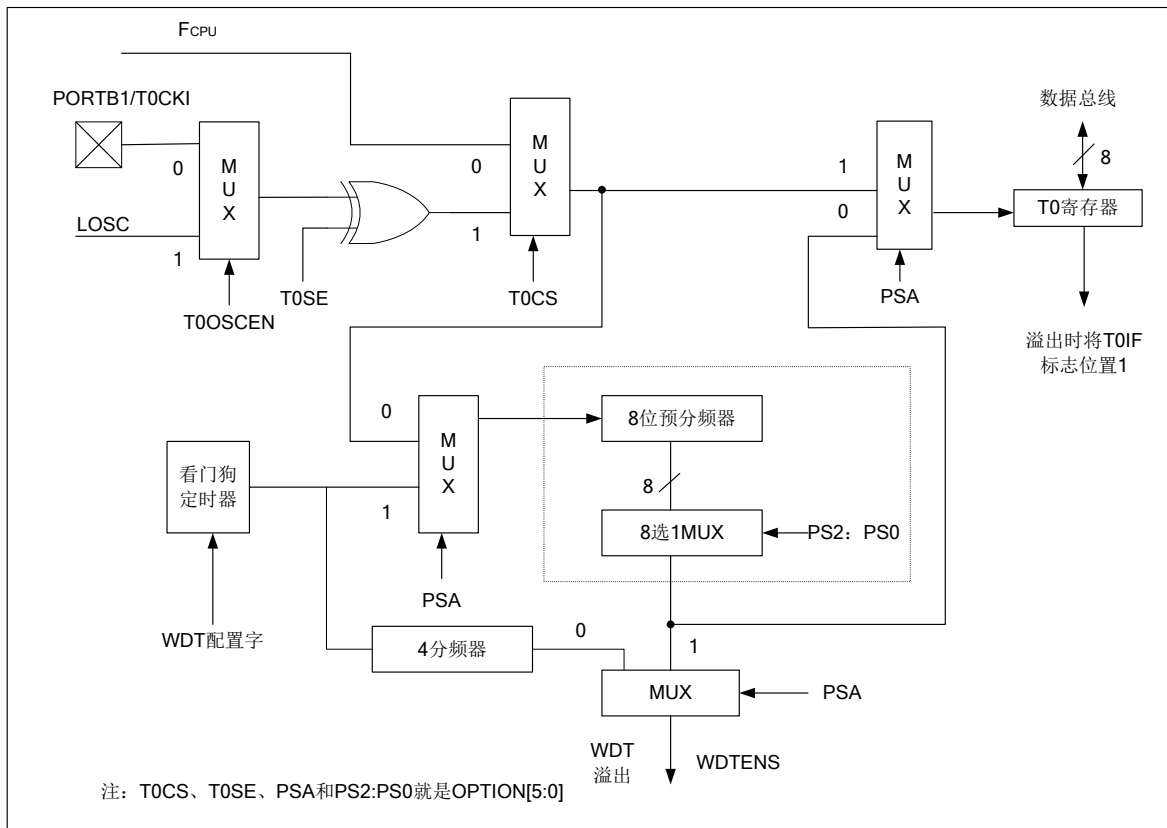 FCPU
PORTB1/T0CKI
0
MUX
LOSC
1
T0OSCEN
T0SE
0
MUX
1
T0CS
1
MUX
0
PSA
数据总线
8
T0寄存器
溢出时将T0IF
标志位置1
看门狗
定时器
WDT配置字
0
MUX
1
PSA
8位预分频器
8
8选1MUX
PS2：PS0
4分频器
0
1
MUX
PSA
WDT
溢出
WDTENS
注：T0CS、T0SE、PSA和PS2:PS0就是OPTION[5:0]